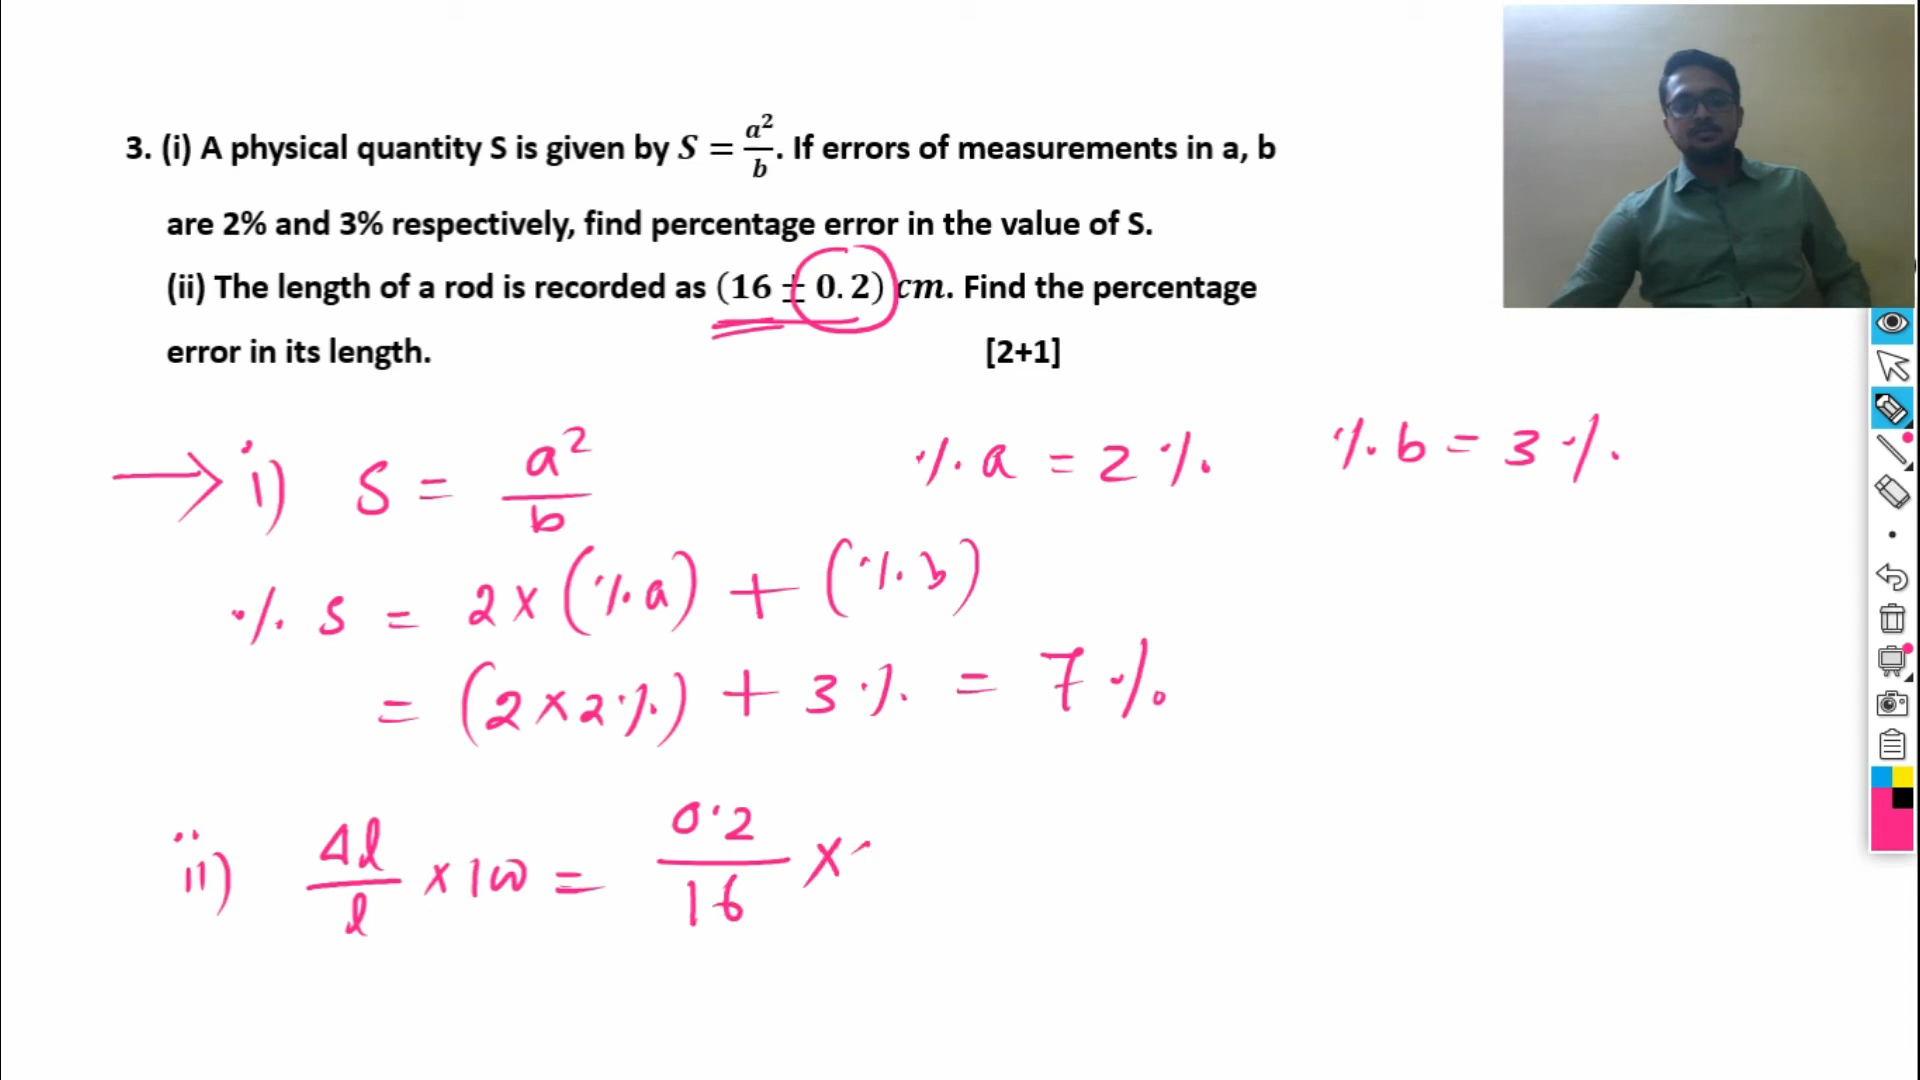 3. (i) A physical quantity S is given by S = a²/b. If errors of measurements in a, b
are 2% and 3% respectively, find percentage error in the value of S.
(ii) The length of a rod is recorded as (16 ± 0.2) cm. Find the percentage
error in its length. [2+1]
→ i) S = a²/b % a = 2 % % b = 3 %
% S = 2 × (% a) + (% b)
= (2 × 2 %) + 3 % = 7 %
ii) Δl/l × 100 = 0.2/16 ×